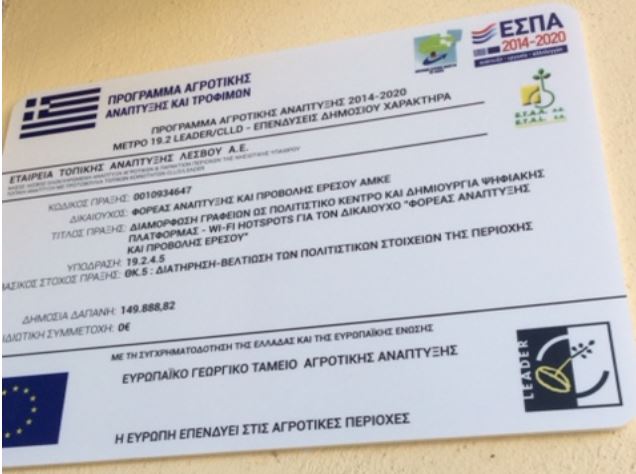 ΠΡΟΓΡΑΜΜΑ ΑΓΡΟΤΙΚΗΣ
ΑΝΑΠΤΥΞΗΣ ΚΑΙ ΤΡΟΦΙΜΩΝ
ΕΣΠΑ
2014-2020
ανάπτυξη - εργασία - αλληλεγγύη
ΠΡΟΓΡΑΜΜΑ ΑΓΡΟΤΙΚΗΣ ΑΝΑΠΤΥΞΗΣ 2014-2020
ΜΕΤΡΟ 19.2 LEADER/CLLD - ΕΠΕΝΔΥΣΕΙΣ ΔΗΜΟΣΙΟΥ ΧΑΡΑΚΤΗΡΑ
Ε.Τ.Α.Λ. Α.Ε.
E.T.A.L. S.A.
ΕΤΑΙΡΕΙΑ ΤΟΠΙΚΗΣ ΑΝΑΠΤΥΞΗΣ ΛΕΣΒΟΥ Α.Ε.
ΚΩΔΙΚΟΣ ΠΡΑΞΗΣ: 0010934647
ΔΙΚΑΙΟΥΧΟΣ: ΦΟΡΕΑΣ ΑΝΑΠΤΥΞΗΣ ΚΑΙ ΠΡΟΒΟΛΗΣ ΕΡΕΣΟΥ ΑΜΚΕ
ΤΙΤΛΟΣ ΠΡΑΞΗΣ: ΔΙΑΜΟΡΦΩΣΗ ΓΡΑΦΕΙΩΝ ΩΣ ΠΟΛΙΤΙΣΤΙΚΟ ΚΕΝΤΡΟ ΚΑΙ ΔΗΜΙΟΥΡΓΙΑ ΨΗΦΙΑΚΗΣ
ΠΛΑΤΦΟΡΜΑΣ - WI-FI HOTSPOTS ΓΙΑ ΤΟΝ ΔΙΚΑΙΟΥΧΟ "ΦΟΡΕΑΣ ΑΝΑΠΤΥΞΗΣ
ΚΑΙ ΠΡΟΒΟΛΗΣ ΕΡΕΣΟΥ"
ΥΠΟΔΡΑΣΗ: 19.2.4.5
ΒΑΣΙΚΟΣ ΣΤΟΧΟΣ ΠΡΑΞΗΣ: ΘΚ.5 : ΔΙΑΤΗΡΗΣΗ-ΒΕΛΤΙΩΣΗ ΤΩΝ ΠΟΛΙΤΙΣΤΙΚΩΝ ΣΤΟΙΧΕΙΩΝ ΤΗΣ ΠΕΡΙΟΧΗΣ
ΔΗΜΟΣΙΑ ΔΑΠΑΝΗ: 149.888,82
ΙΔΙΩΤΙΚΗ ΣΥΜΜΕΤΟΧΗ: 0€
ΜΕ ΤΗ ΣΥΓΧΡΗΜΑΤΟΔΟΤΗΣΗ ΤΗΣ ΕΛΛΑΔΑΣ ΚΑΙ ΤΗΣ ΕΥΡΩΠΑΪΚΗΣ ΕΝΩΣΗΣ
ΕΥΡΩΠΑΪΚΟ ΓΕΩΡΓΙΚΟ ΤΑΜΕΙΟ ΑΓΡΟΤΙΚΗΣ ΑΝΑΠΤΥΞΗΣ
LEADER
Η ΕΥΡΩΠΗ ΕΠΕΝΔΥΕΙ ΣΤΙΣ ΑΓΡΟΤΙΚΕΣ ΠΕΡΙΟΧΕΣ